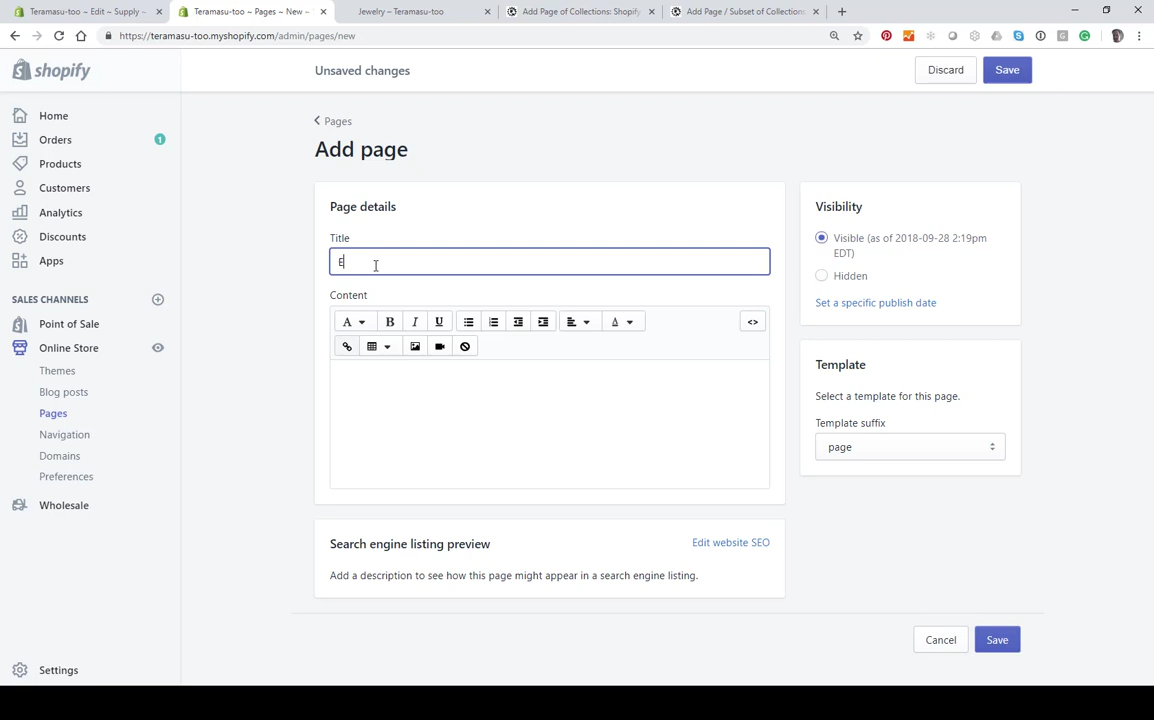 Teramasu-too ~ Edit ~ Supply ~
Teramasu-too ~ Pages ~ New ~
Jewelry – Teramasu-too
Add Page of Collections: Shopify
Add Page / Subset of Collections
https://teramasu-too.myshopify.com/admin/pages/new
shopify
Unsaved changes
Discard
Save
Home
Orders
1
Products
Customers
Analytics
Discounts
Apps
SALES CHANNELS
Point of Sale
Online Store
Themes
Blog posts
Pages
Navigation
Domains
Preferences
Wholesale
Settings
Pages
Add page
Page details
Title
E
Content
A
B
I
U
A
<>
Search engine listing preview
Edit website SEO
Add a description to see how this page might appear in a search engine listing.
Visibility
Visible (as of 2018-09-28 2:19pm
EDT)
Hidden
Set a specific publish date
Template
Select a template for this page.
Template suffix
page
Cancel
Save